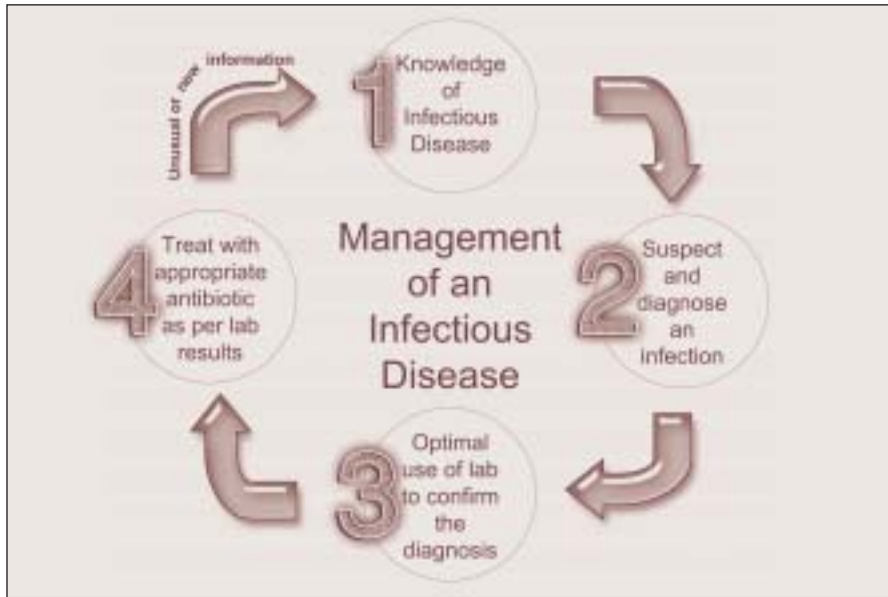 Unusual or new information
1
Knowledge
of
Infectious
Disease
2
Suspect
and
diagnose
an
infection
3
Optimal
use of lab
to confirm
the
diagnosis
4
Treat with
appropriate
antibiotic
as per lab
results
Management
of an
Infectious
Disease